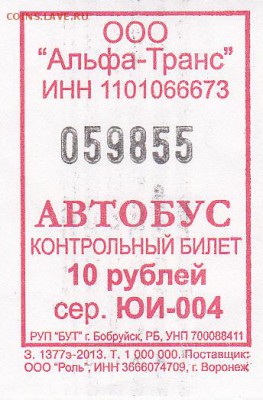 COINS.LAVE.RU
ООО
"Альфа-Транс"
ИНН 1101066673
059855
АВТОБУС
КОНТРОЛЬНЫЙ БИЛЕТ
10 рублей
сер. ЮИ-004
РУП "БУТ" г. Бобруйск, РБ, УНП 700088411
З. 1377э-2013. Т. 1 000 000. Поставщик:
ООО "Роль", ИНН 3666074709, г. Воронеж